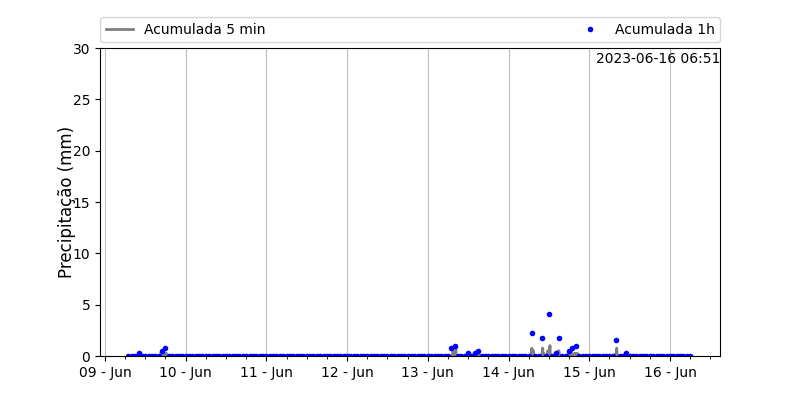 Acumulada 5 min
Acumulada 1h
2023-06-16 06:51
Precipitação (mm)
30
25
20
15
10
5
0
09 - Jun
10 - Jun
11 - Jun
12 - Jun
13 - Jun
14 - Jun
15 - Jun
16 - Jun